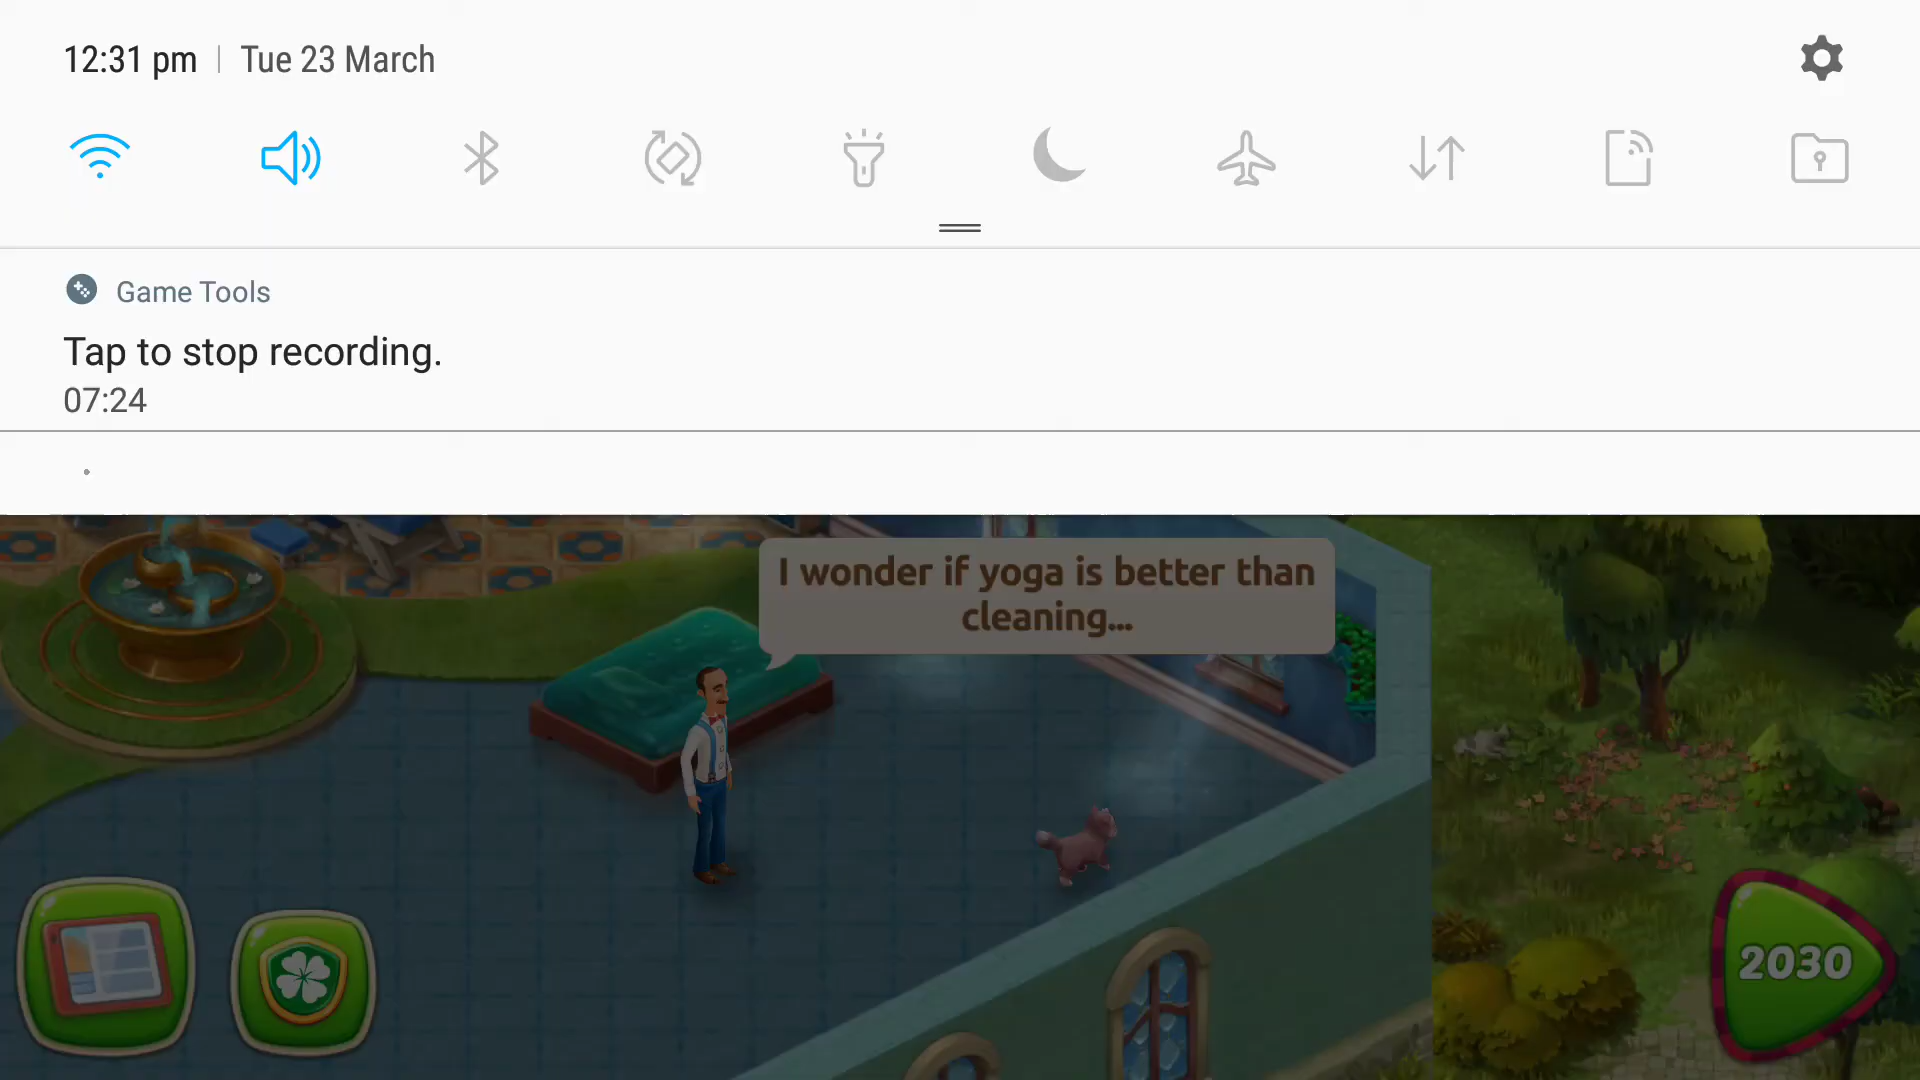 12:31 pm | Tue 23 March
Game Tools
Tap to stop recording.
07:24
I wonder if yoga is better than
cleaning...
2030